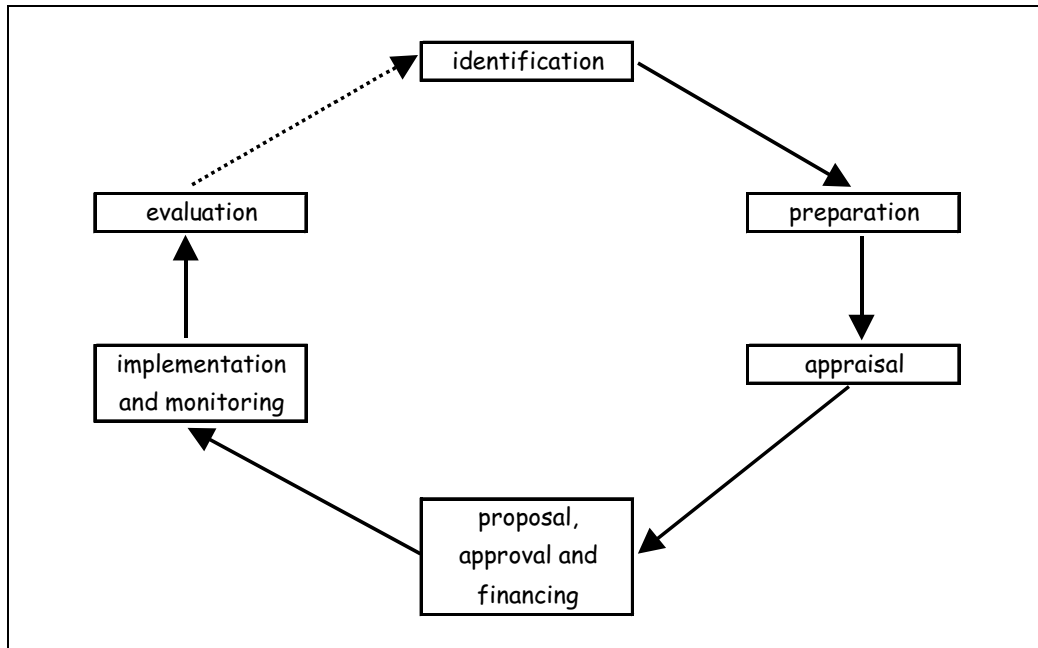 identification
evaluation
preparation
implementation
and monitoring
appraisal
proposal,
approval and
financing